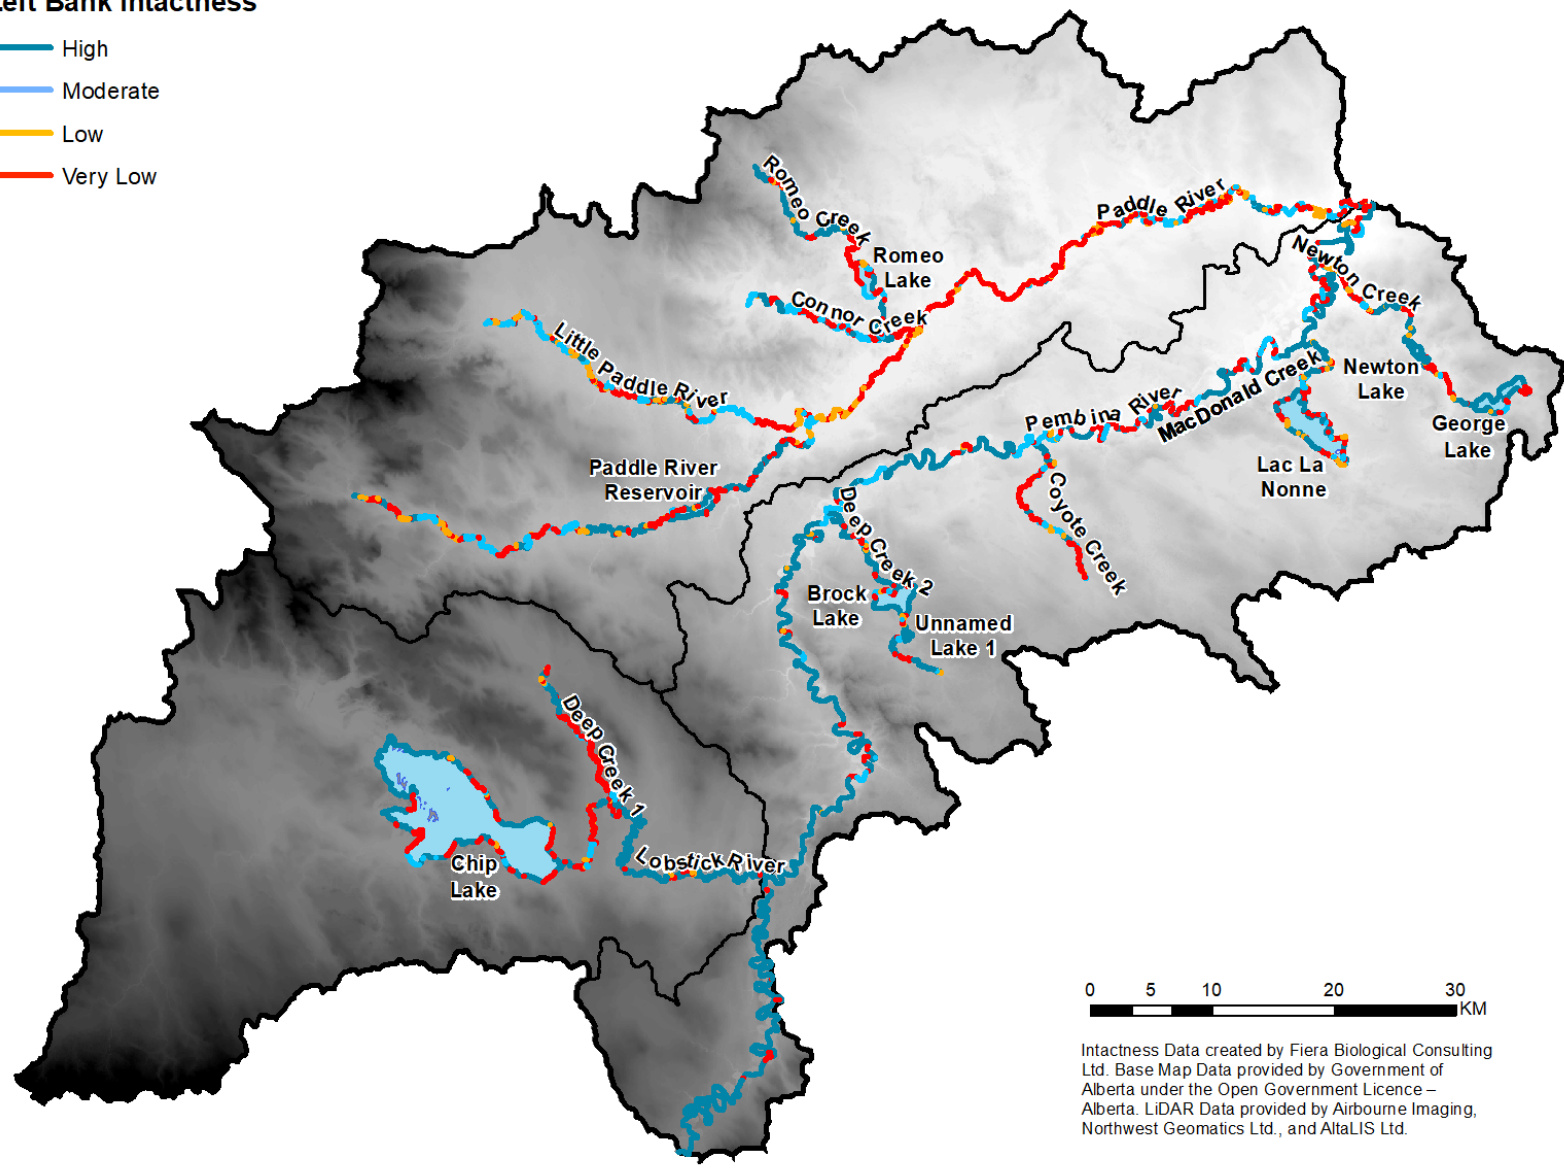 Left Bank Intactness
High
Moderate
Low
Very Low
Romeo Creek
Romeo
Lake
Connor Creek
Paddle River
Newton Creek
Little Paddle River
Newton
Lake
MacDonald Creek
Pembina River
George
Lake
Lac La
Nonne
Paddle River
Reservoir
Coyote Creek
Deep Creek 2
Brock
Lake
Unnamed
Lake 1
Deep Creek 1
Chip
Lake
Lobstick River
0 5 10 20 30
KM
Intactness Data created by Fiera Biological Consulting
Ltd. Base Map Data provided by Government of
Alberta under the Open Government Licence –
Alberta. LiDAR Data provided by Airbourne Imaging,
Northwest Geomatics Ltd., and AltaLIS Ltd.